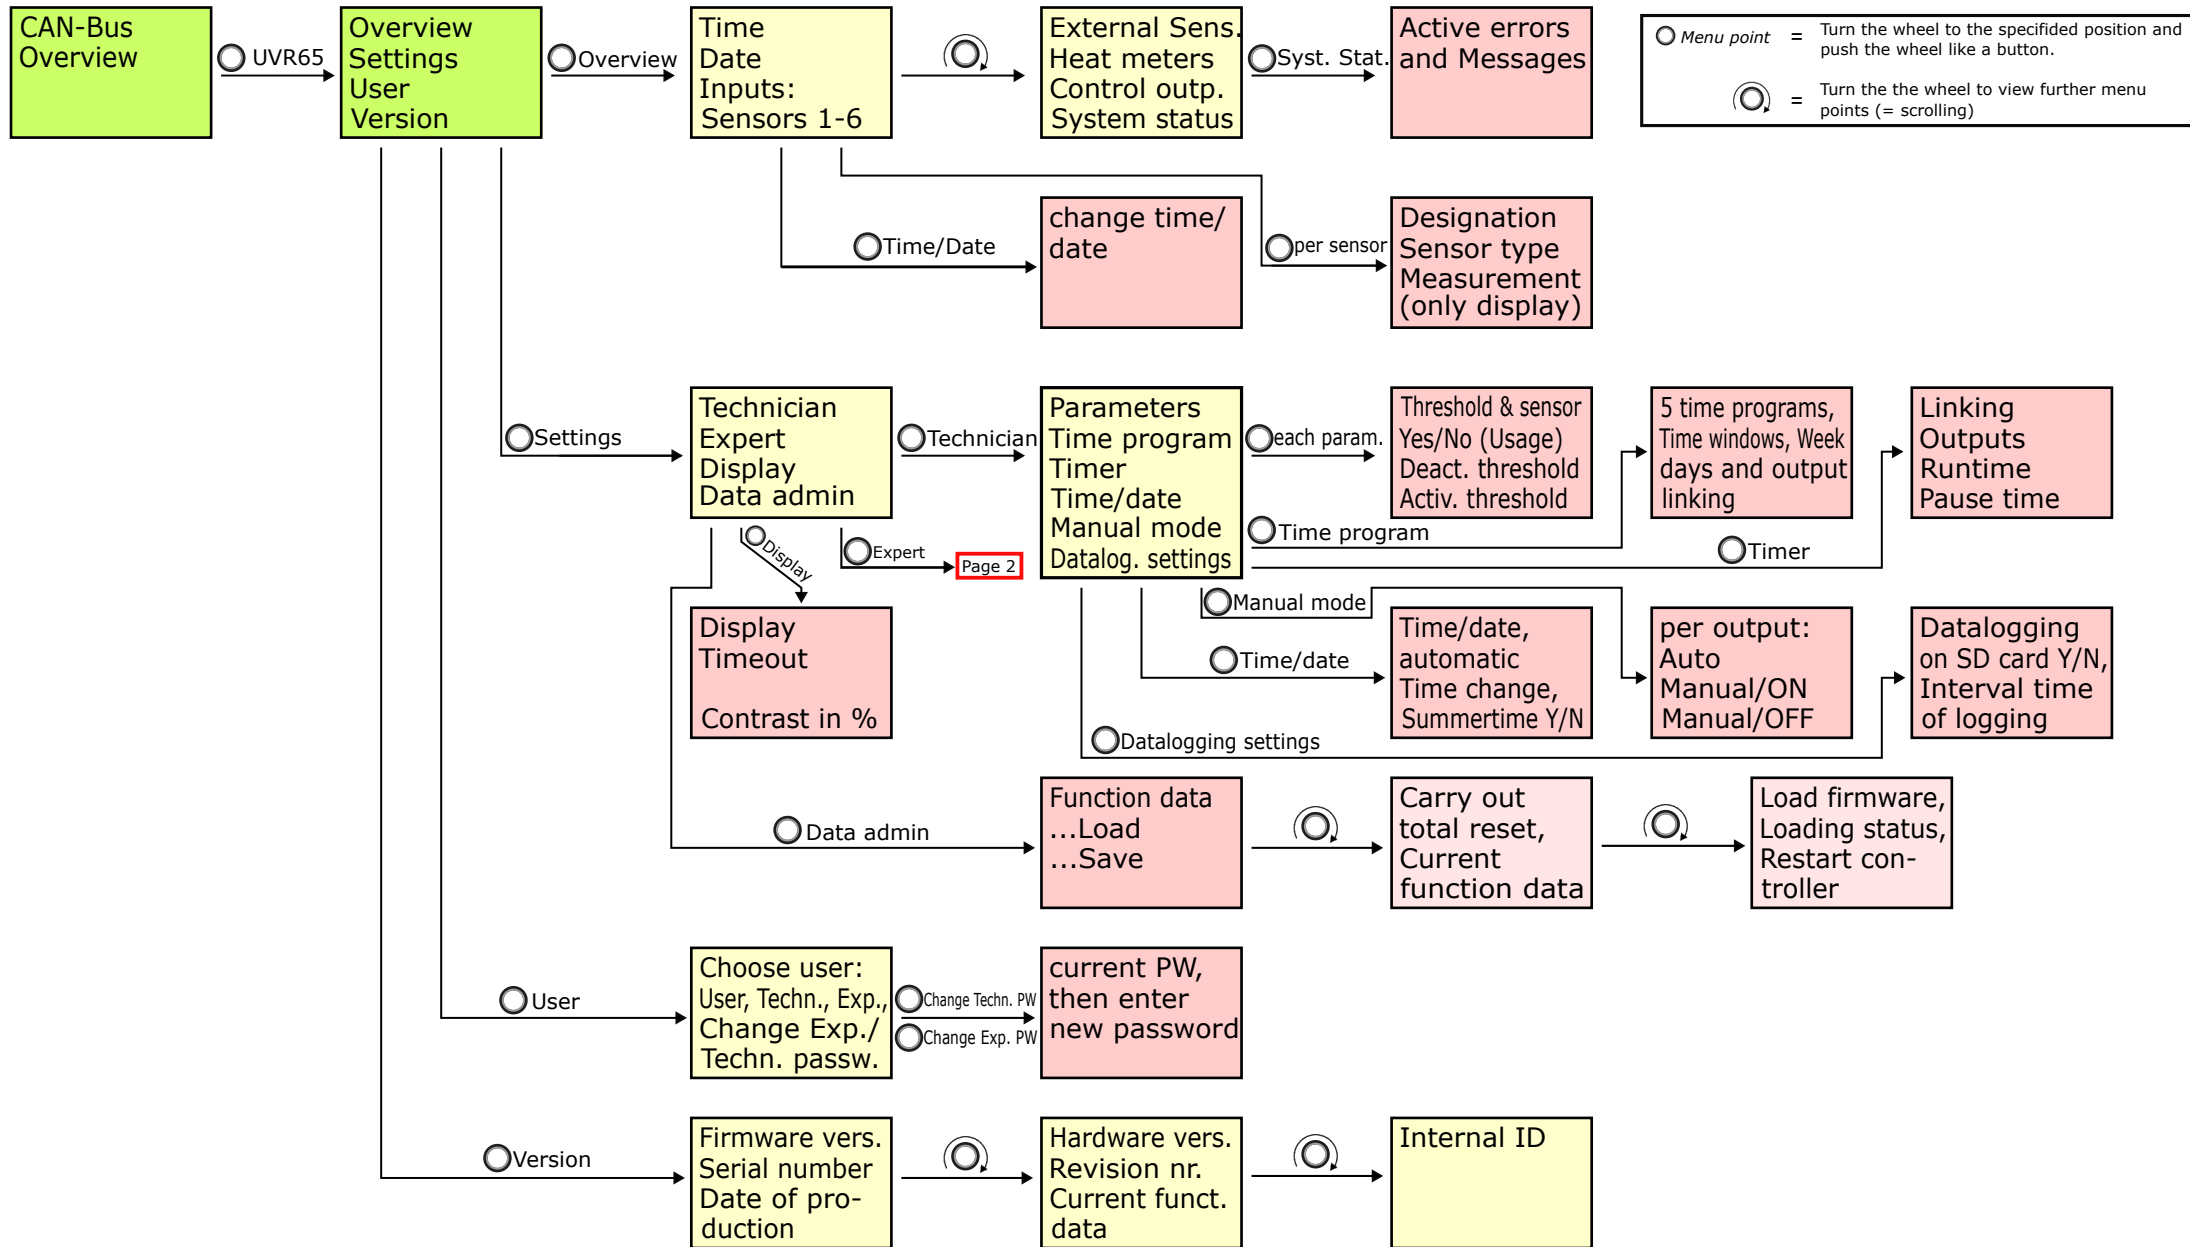 CAN-Bus
Overview
UVR65
Overview
Settings
User
Version
Overview
Time
Date
Inputs:
Sensors 1-6
External Sens.
Heat meters
Control outp.
System status
Syst. Stat.
Active errors
and Messages
Menu point = Turn the wheel to the specifided position and
push the wheel like a button.
= Turn the the wheel to view further menu
points (= scrolling)
Time/Date
change time/
date
per sensor
Designation
Sensor type
Measurement
(only display)
Settings
Technician
Expert
Display
Data admin
Technician
Parameters
Time program
Timer
Time/date
Manual mode
Datalog. settings
each param.
Threshold & sensor
Yes/No (Usage)
Deact. threshold
Activ. threshold
Time program
5 time programs,
Time windows, Week
days and output
linking
Timer
Linking
Outputs
Runtime
Pause time
Display
Expert
Page 2
Display
Timeout
Contrast in %
Manual mode
Time/date
Time/date,
automatic
Time change,
Summertime Y/N
per output:
Auto
Manual/ON
Manual/OFF
Datalogging settings
Datalogging
on SD card Y/N,
Interval time
of logging
Data admin
Function data
...Load
...Save
Carry out
total reset,
Current
function data
Load firmware,
Loading status,
Restart con-
troller
User
Choose user:
User, Techn., Exp.,
Change Exp./
Techn. passw.
Change Techn. PW
Change Exp. PW
current PW,
then enter
new password
Version
Firmware vers.
Serial number
Date of pro-
duction
Hardware vers.
Revision nr.
Current funct.
data
Internal ID